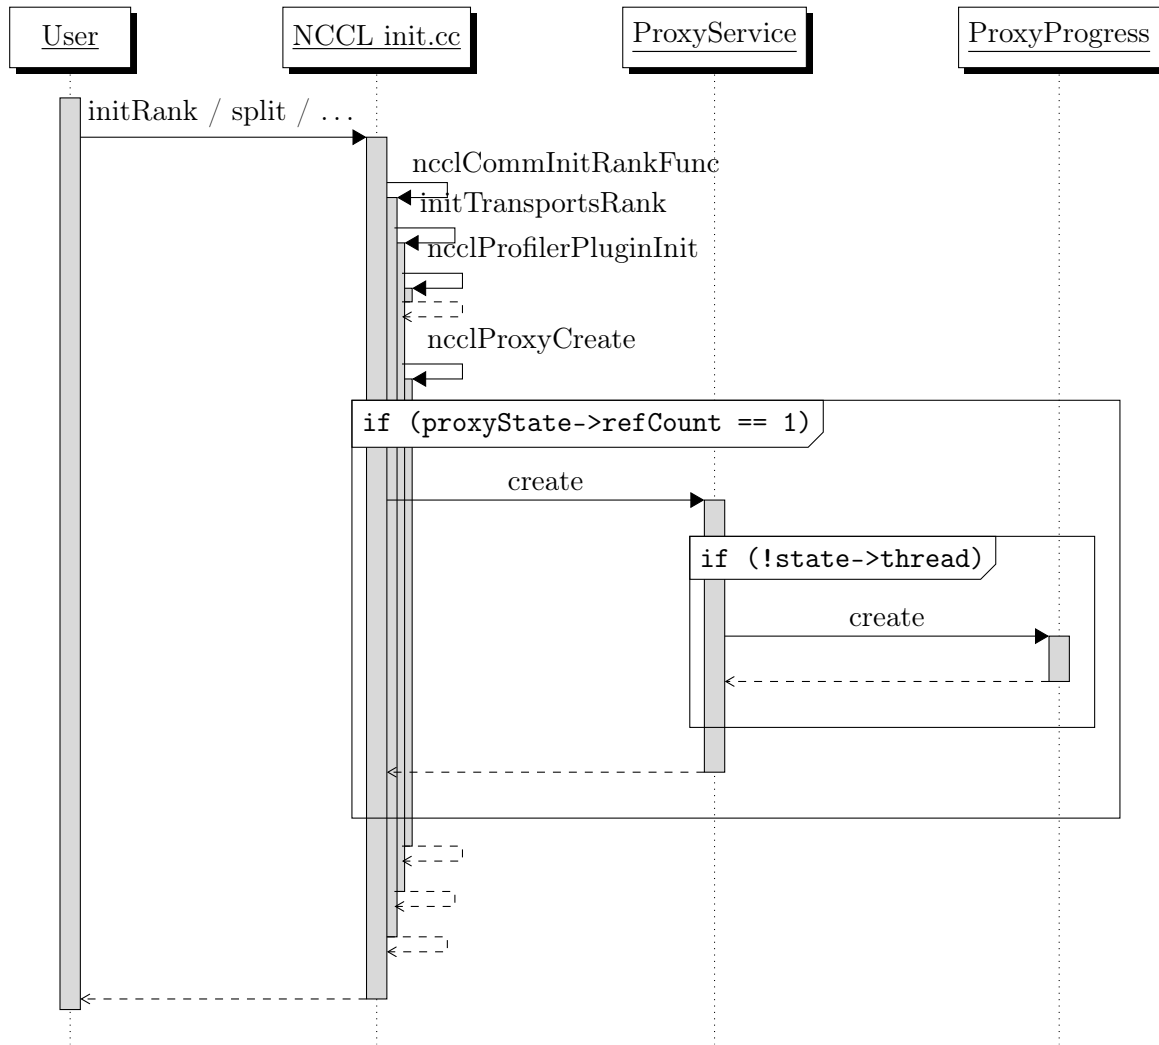 User
NCCL init.cc
ProxyService
ProxyProgress
initRank / split / ...
ncclCommInitRankFunc
initTransportsRank
ncclProfilerPluginInit
ncclProxyCreate
if (proxyState->refCount == 1)
create
if (!state->thread)
create